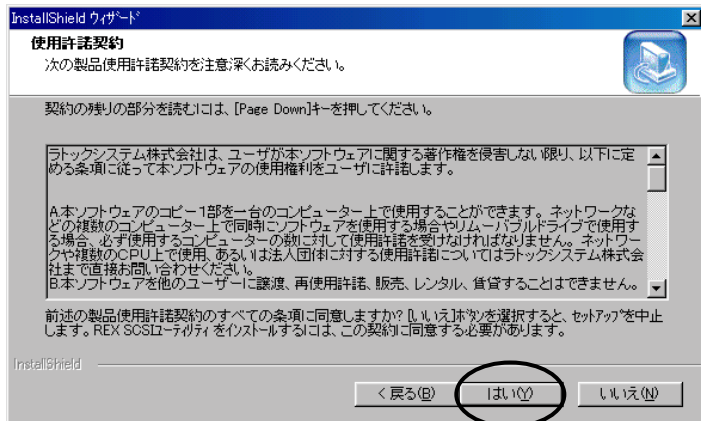 InstallShield ウィザード
使用許諾契約
次の製品使用許諾契約を注意深くお読みください。
契約の残りの部分を読むには、[Page Down]キーを押してください。
ラトックシステム株式会社は、ユーザが本ソフトウェアに関する著作権を侵害しない限り、以下に定
める条項に従って本ソフトウェアの使用権利をユーザに許諾します。
A.本ソフトウェアのコピー1部を一台のコンピューター上で使用することができます。ネットワークな
どの複数のコンピューター上で同時にソフトウェアを使用する場合やリムーバブルドライブで使用す
る場合、必ず使用するコンピューターの数に対して使用許諾を受けなければなりません。ネットワー
クや複数のCPU上で使用、あるいは法人団体に対する使用許諾についてはラトックシステム株式会
社まで直接お問い合わせください。
B.本ソフトウェアを他のユーザーに譲渡、再使用許諾、販売、レンタル、賃貸することはできません。
前述の製品使用許諾契約のすべての条項に同意しますか? [いいえ]ボタンを選択すると、セットアップを中止
します。REX SCSIユーティリティ をインストールするには、この契約に同意する必要があります。
InstallShield
< 戻る(B)
はい(Y)
いいえ(N)